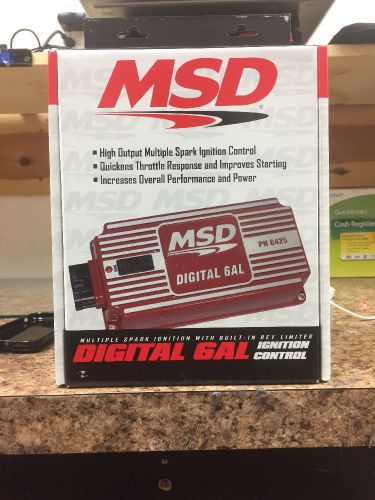 MSD
• High Output Multiple Spark Ignition Control
• Quickens Throttle Response and Improves Starting
• Increases Overall Performance and Power
MSD
PN 6425
DIGITAL 6AL
MULTIPLE SPARK IGNITION WITH BUILT-IN REV LIMITER
DIGITAL 6AL IGNITION
CONTROL
QuickBooks
Cash Register